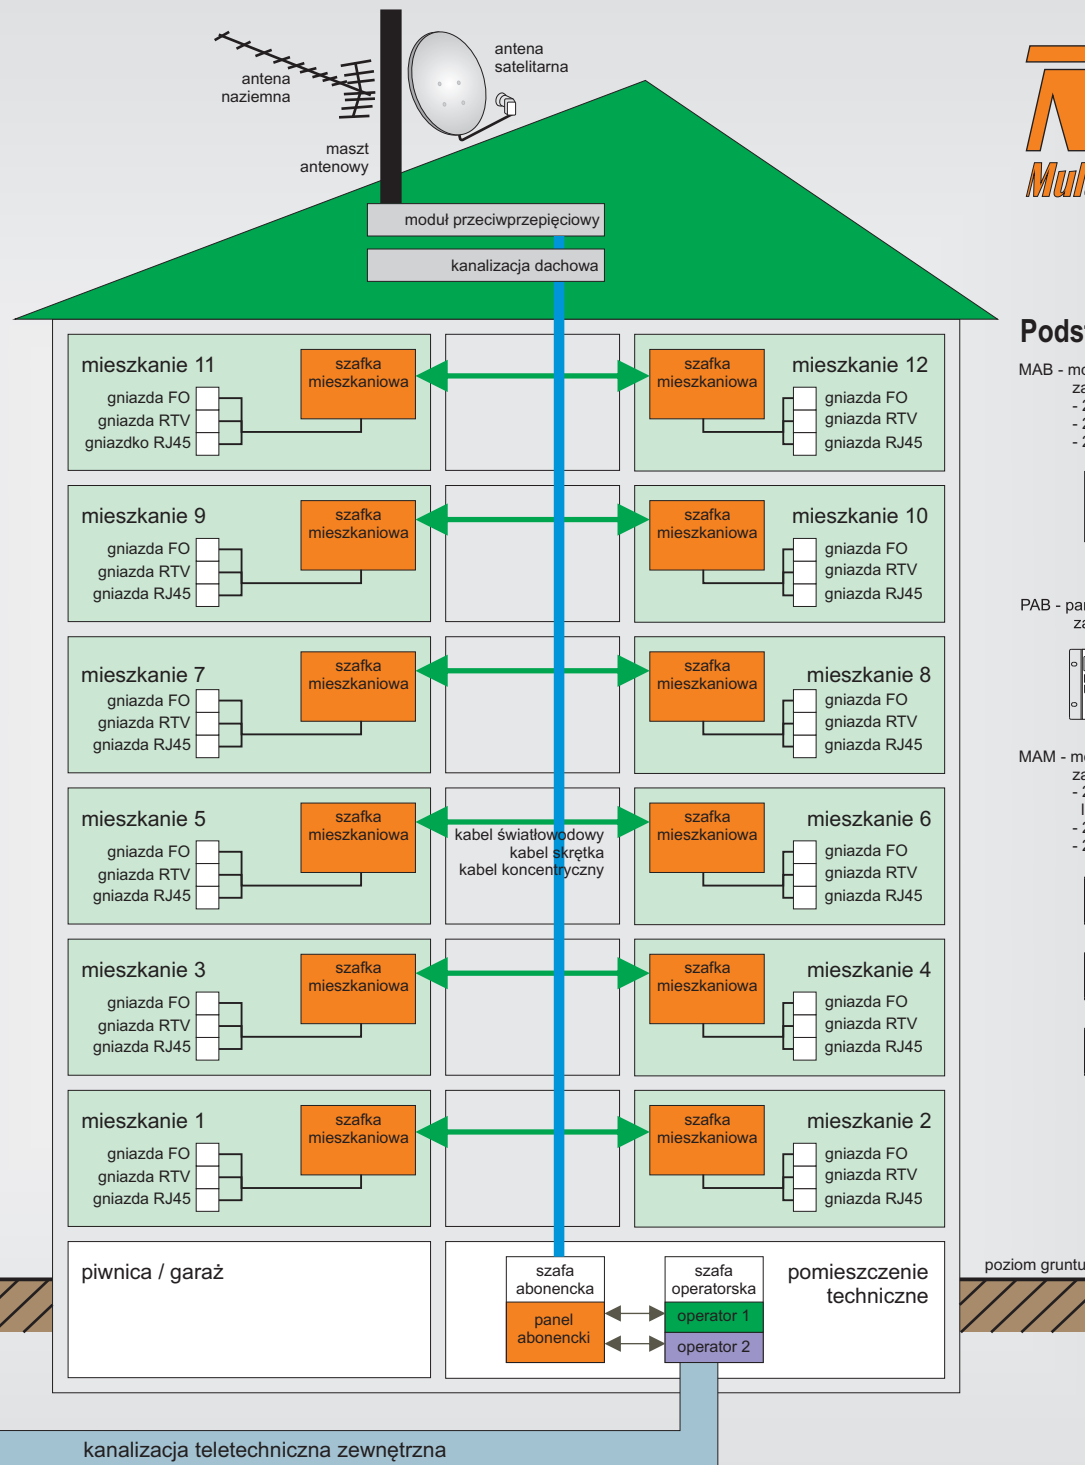 antena
satelitarna
antena
naziemna
maszt
antenowy
moduł przeciwprzepięciowy
kanalizacja dachowa
mieszkanie 11
szafka
mieszkaniowa
gniazda FO
gniazda RTV
gniazdko RJ45
szafka
mieszkaniowa
mieszkanie 12
gniazda FO
gniazda RTV
gniazda RJ45
mieszkanie 9
szafka
mieszkaniowa
gniazda FO
gniazda RTV
gniazda RJ45
szafka
mieszkaniowa
mieszkanie 10
gniazda FO
gniazda RTV
gniazda RJ45
mieszkanie 7
szafka
mieszkaniowa
gniazda FO
gniazda RTV
gniazda RJ45
szafka
mieszkaniowa
mieszkanie 8
gniazda FO
gniazda RTV
gniazda RJ45
mieszkanie 5
szafka
mieszkaniowa
gniazda FO
gniazda RTV
gniazda RJ45
kabel światłowodowy
kabel skrętka
kabel koncentryczny
szafka
mieszkaniowa
mieszkanie 6
gniazda FO
gniazda RTV
gniazda RJ45
mieszkanie 3
szafka
mieszkaniowa
gniazda FO
gniazda RTV
gniazda RJ45
szafka
mieszkaniowa
mieszkanie 4
gniazda FO
gniazda RTV
gniazda RJ45
mieszkanie 1
szafka
mieszkaniowa
gniazda FO
gniazda RTV
gniazda RJ45
szafka
mieszkaniowa
mieszkanie 2
gniazda FO
gniazda RTV
gniazda RJ45
piwnica / garaż
szafa
abonencka
panel
abonencki
szafa
operatorska
operator 1
operator 2
pomieszczenie
techniczne
poziom gruntu
kanalizacja teletechniczna zewnętrzna
MAB -
- 2
- 2
- 2
PAB -
MAM -
- 2
- 2
- 2